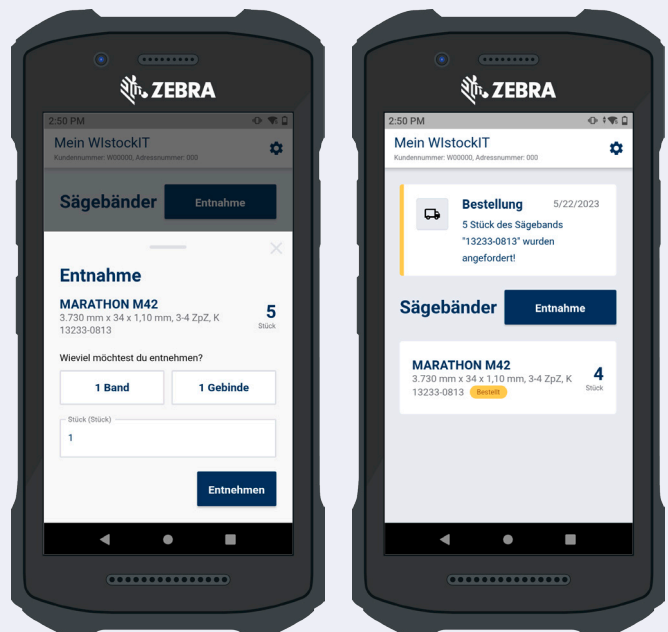 ZEBRA
2:50 PM
Mein WIstockIT
Kundennummer: W00000, Adressnummer: 000
Sägebänder
Entnahme
Entnahme
MARATHON M42
3.730 mm x 34 x 1,10 mm, 3-4 ZpZ, K
13233-0813
5
Stück
Wieviel möchtest du entnehmen?
1 Band
1 Gebinde
Stück (Stück)
1
Entnehmen
ZEBRA
2:50 PM
Mein WIstockIT
Kundennummer: W00000, Adressnummer: 000
Bestellung
5/22/2023
5 Stück des Sägebands
"13233-0813" wurden
angefordert!
Sägebänder
Entnahme
MARATHON M42
3.730 mm x 34 x 1,10 mm, 3-4 ZpZ, K
13233-0813 Bestellt
4
Stück